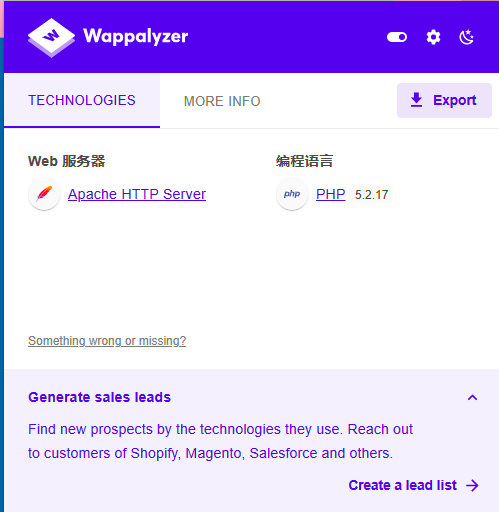 Wappalyzer
TECHNOLOGIES
MORE INFO
Export
Web 服务器
Apache HTTP Server
编程语言
php
PHP 5.2.17
Something wrong or missing?
Generate sales leads
Find new prospects by the technologies they use. Reach out
to customers of Shopify, Magento, Salesforce and others.
Create a lead list